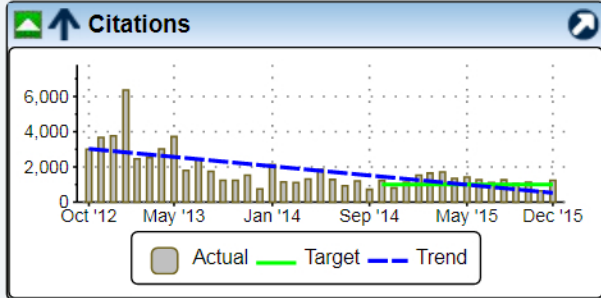 Citations
6,000
4,000
2,000
0
Oct '12 May '13 Jan '14 Sep '14 May '15 Dec '15
Actual Target Trend